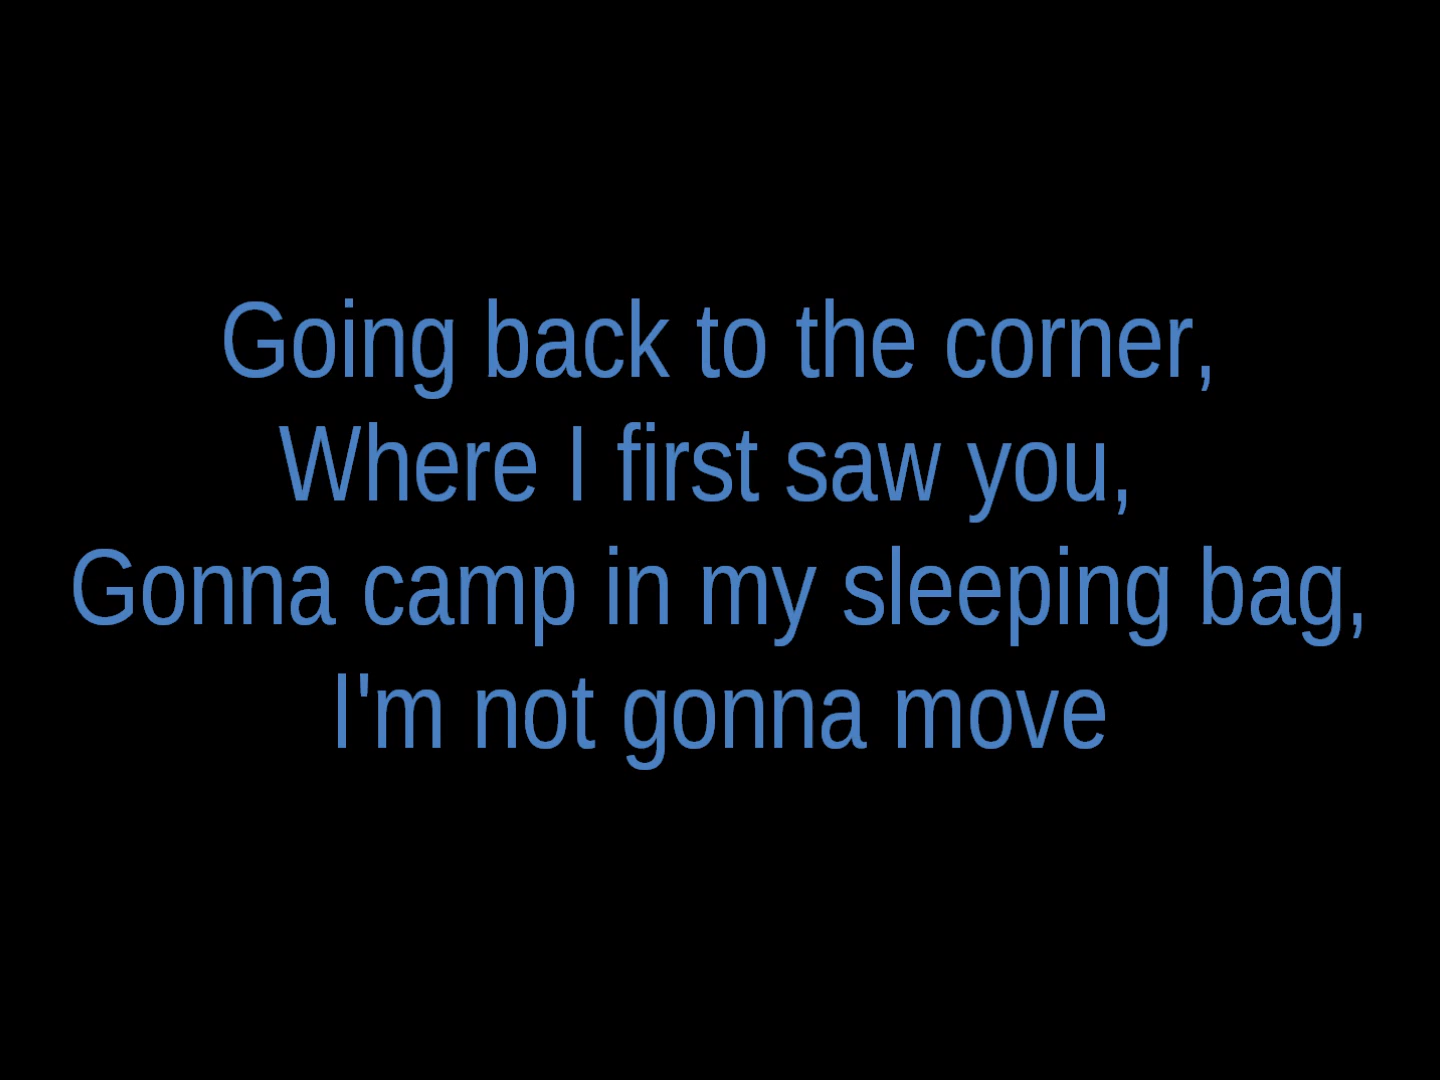 Going back to the corner,
Where I first saw you,
Gonna camp in my sleeping bag,
I'm not gonna move